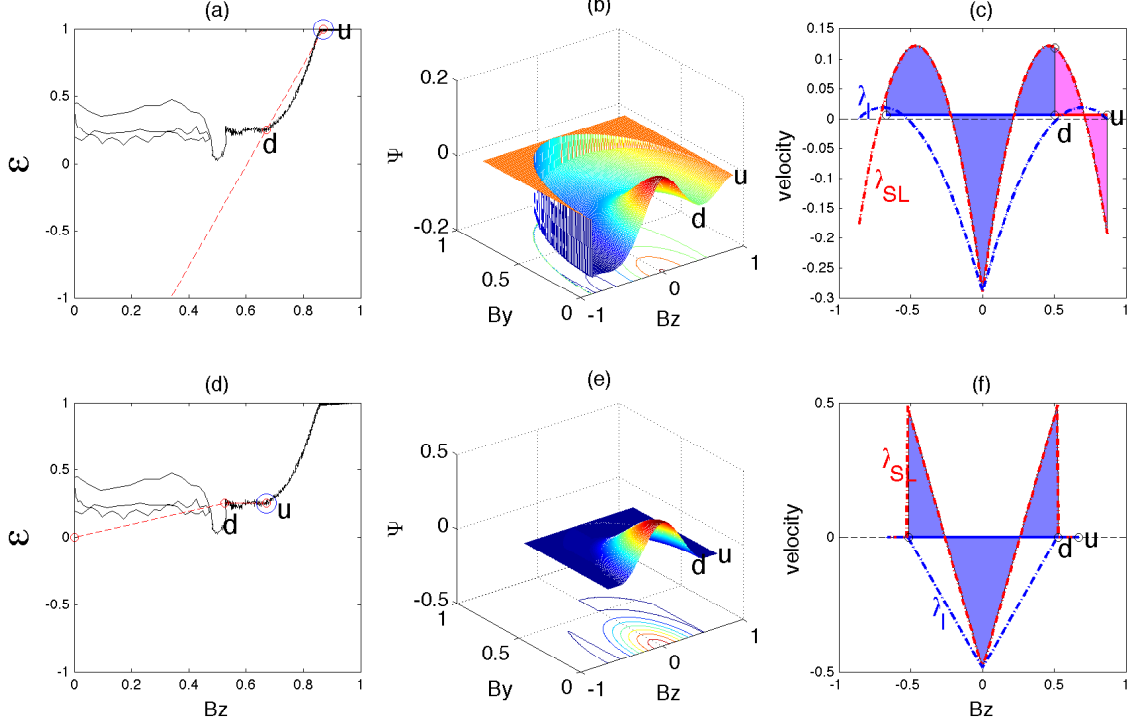 (a)
1
0.5
0
0.5
-1
ε
0
0.2
0.4
0.6
0.8
1
d
u
(b)
0.2
0
-0.2
Ψ
1
0.5
0
By
-1
0
1
Bz
u
d
(c)
0.15
0.1
0.05
0
-0.05
-0.1
-0.15
-0.2
-0.25
-0.3
velocity
-1
-0.5
0
0.5
1
λI
λSL
d
u
(d)
1
0.5
0
0.5
-1
ε
0
0.2
0.4
0.6
0.8
1
Bz
d
u
(e)
0.5
0
-0.5
Ψ
1
0.5
0
By
-1
0
1
Bz
u
d
(f)
0.5
0
-0.5
velocity
-1
-0.5
0
0.5
1
Bz
λSL
λI
d
u